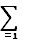 ∑
=1